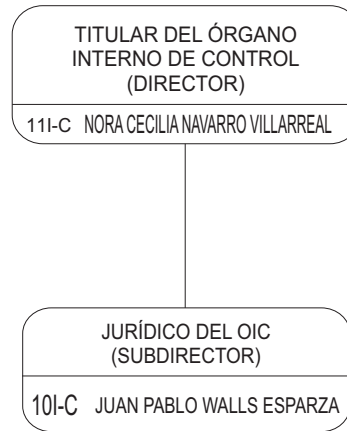 TITULAR DEL ÓRGANO
INTERNO DE CONTROL
(DIRECTOR)
11I-C NORA CECILIA NAVARRO VILLARREAL
JURÍDICO DEL OIC
(SUBDIRECTOR)
10I-C JUAN PABLO WALLS ESPARZA